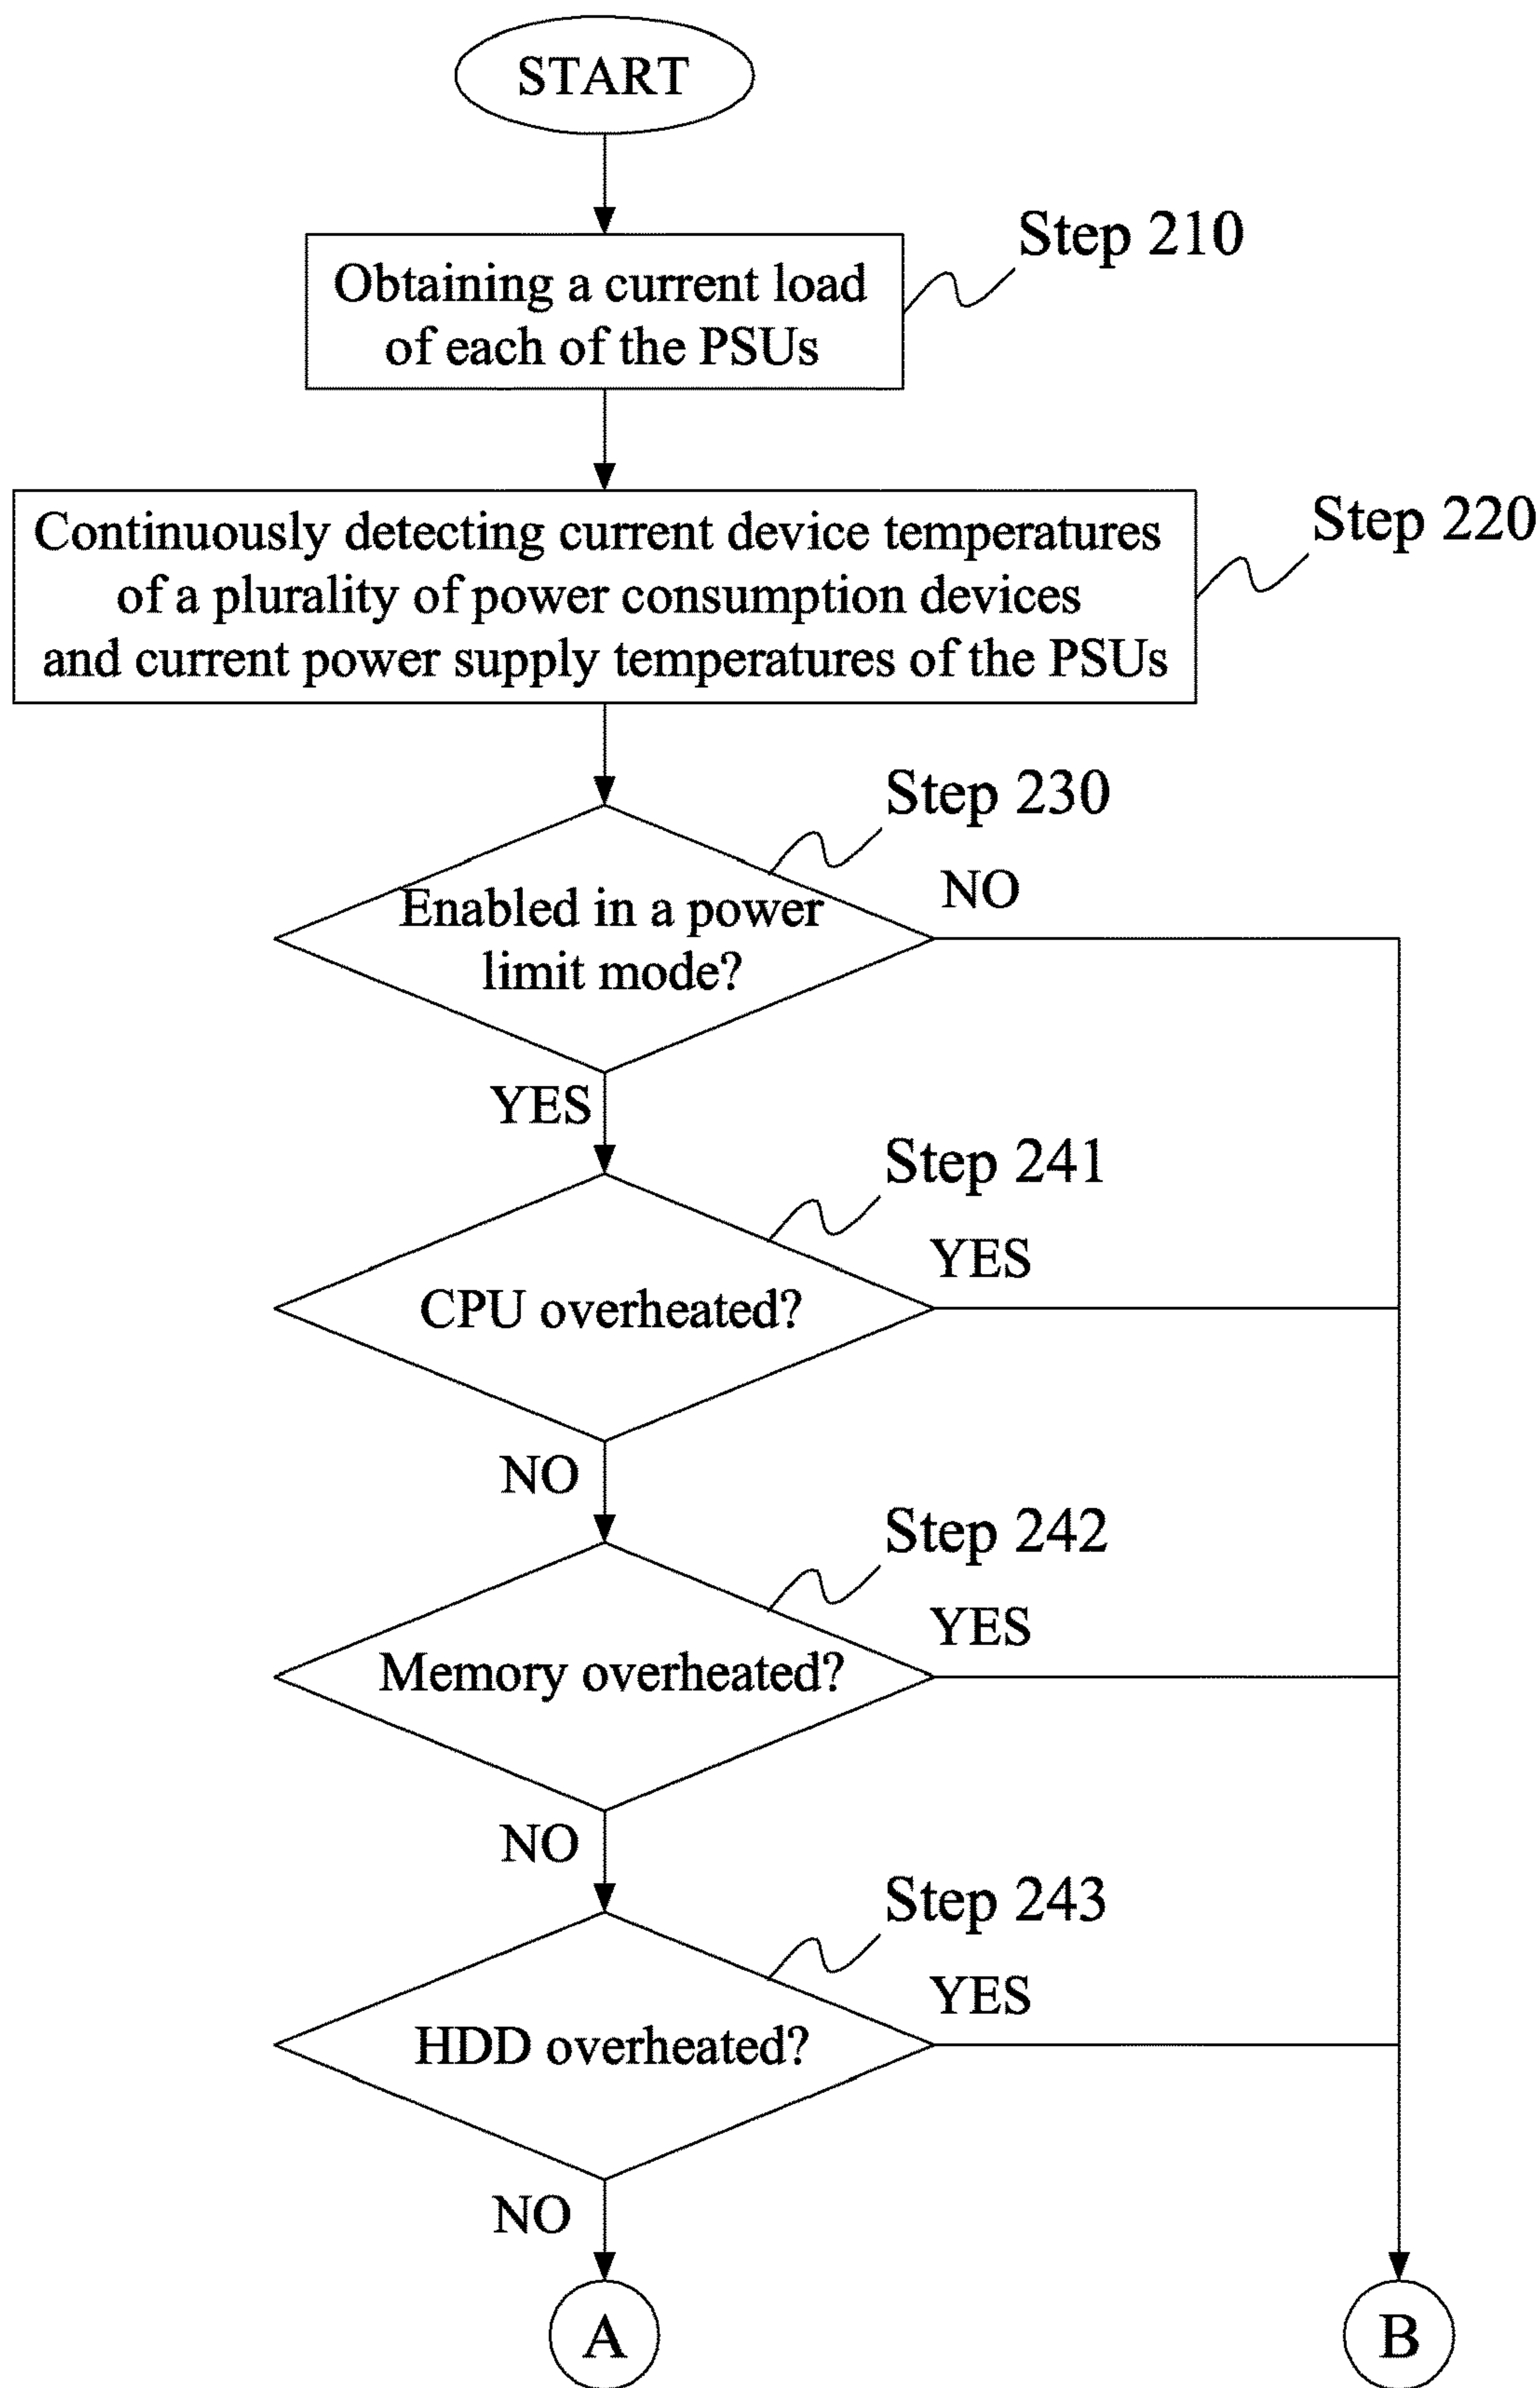 START
Step 210
Obtaining a current load
of each of the PSUs
Step 220
Continuously detecting current device temperatures
of a plurality of power consumption devices
and current power supply temperatures of the PSUs
Step 230
NO
Enabled in a power
limit mode?
YES
Step 241
YES
CPU overheated?
NO
Step 242
YES
Memory overheated?
NO
Step 243
YES
HDD overheated?
NO
A
B